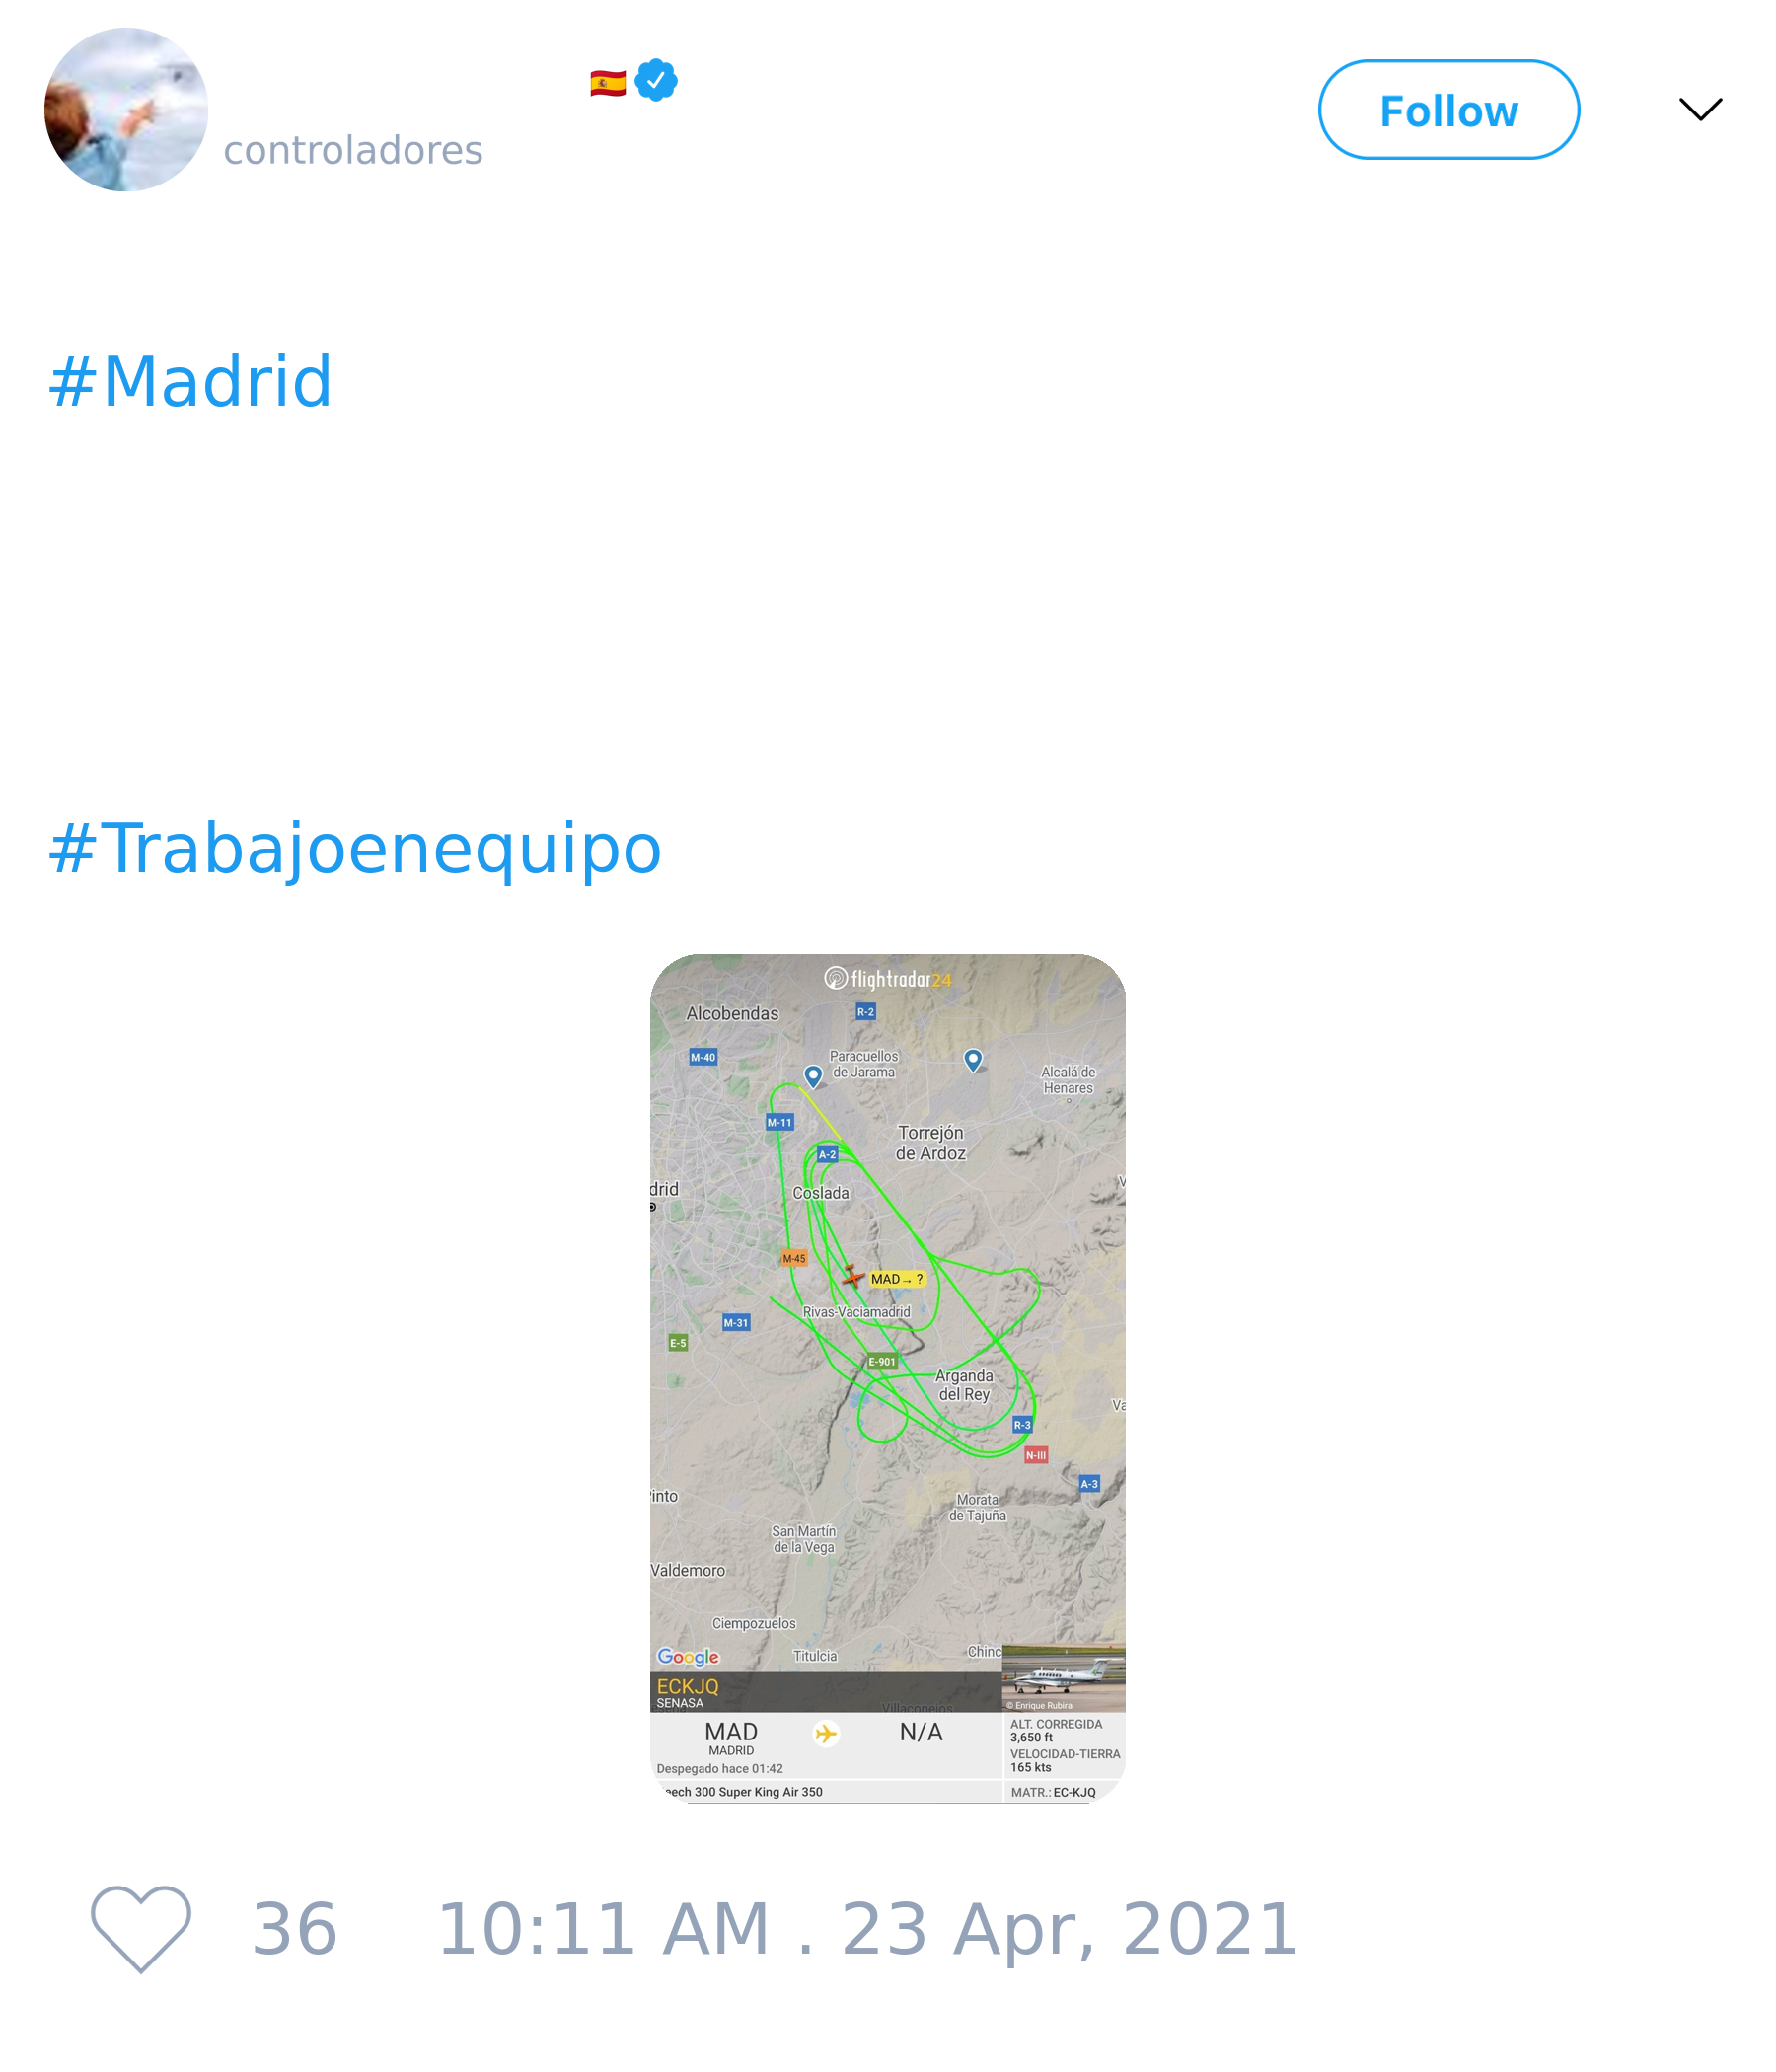 controladores
Follow
#Madrid
#Trabajoenequipo
flightradar24
Alcobendas
R-2
M-40
Paracuellos
de Jarama
Alcalá de
Henares
M-11
Torrejón
de Ardoz
A-2
drid
Coslada
V
M-45
MAD→ ?
Rivas-Vaciamadrid
M-31
E-5
E-901
Arganda
del Rey
Va
R-3
N-III
A-3
into
Morata
de Tajuña
San Martín
de la Vega
Valdemoro
Ciempozuelos
Titulcia
Chinc
Google
ECKJQ
SENASA
Villaconejos
© Enrique Rubira
MAD
MADRID
N/A
ALT. CORREGIDA
3,650 ft
VELOCIDAD-TIERRA
165 kts
Despegado hace 01:42
eech 300 Super King Air 350
MATR.: EC-KJQ
36 10:11 AM . 23 Apr, 2021